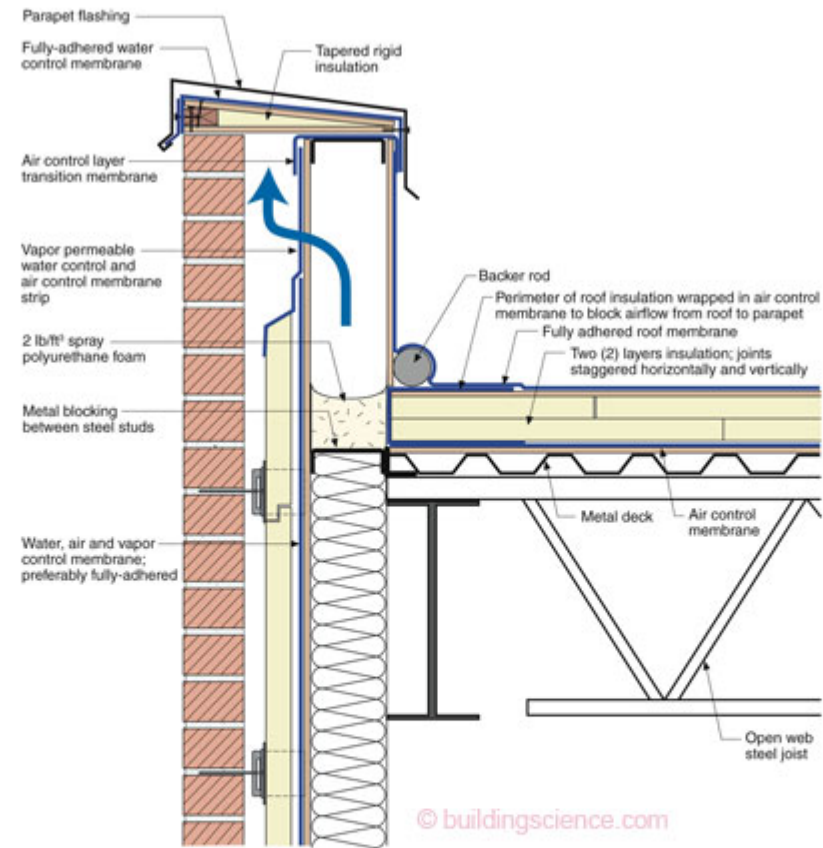 Parapet flashing
Fully-adhered water
control membrane
Tapered rigid
insulation
Air control layer
transition membrane
Vapor permeable
water control and
air control membrane
strip
Backer rod
Perimeter of roof insulation wrapped in air control
membrane to block airflow from roof to parapet
Fully adhered roof membrane
2 lb/ft³ spray
polyurethane foam
Two (2) layers insulation; joints
staggered horizontally and vertically
Metal blocking
between steel studs
Metal deck
Air control
membrane
Water, air and vapor
control membrane;
preferably fully-adhered
Open web
steel joist
© buildingscience.com